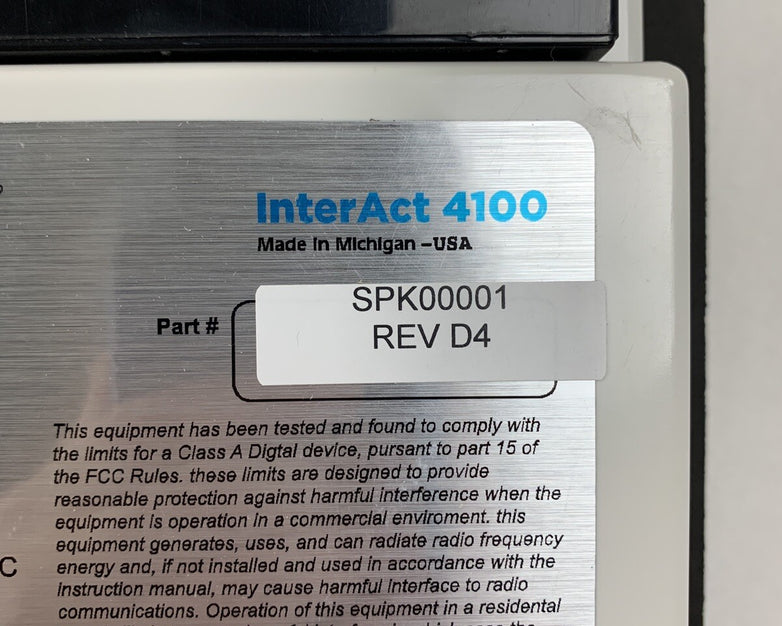 InterAct 4100
Made in Michigan –USA
SPK00001
Part #
REV D4
This equipment has been tested and found to comply with
the limits for a Class A Digtal device, pursuant to part 15 of
the FCC Rules. these limits are designed to provide
reasonable protection against harmful interference when the
equipment is operation in a commercial enviroment. this
equipment generates, uses, and can radiate radio frequency
C
energy and, if not installed and used in accordance with the
instruction manual, may cause harmful interface to radio
communications. Operation of this equipment in a residential